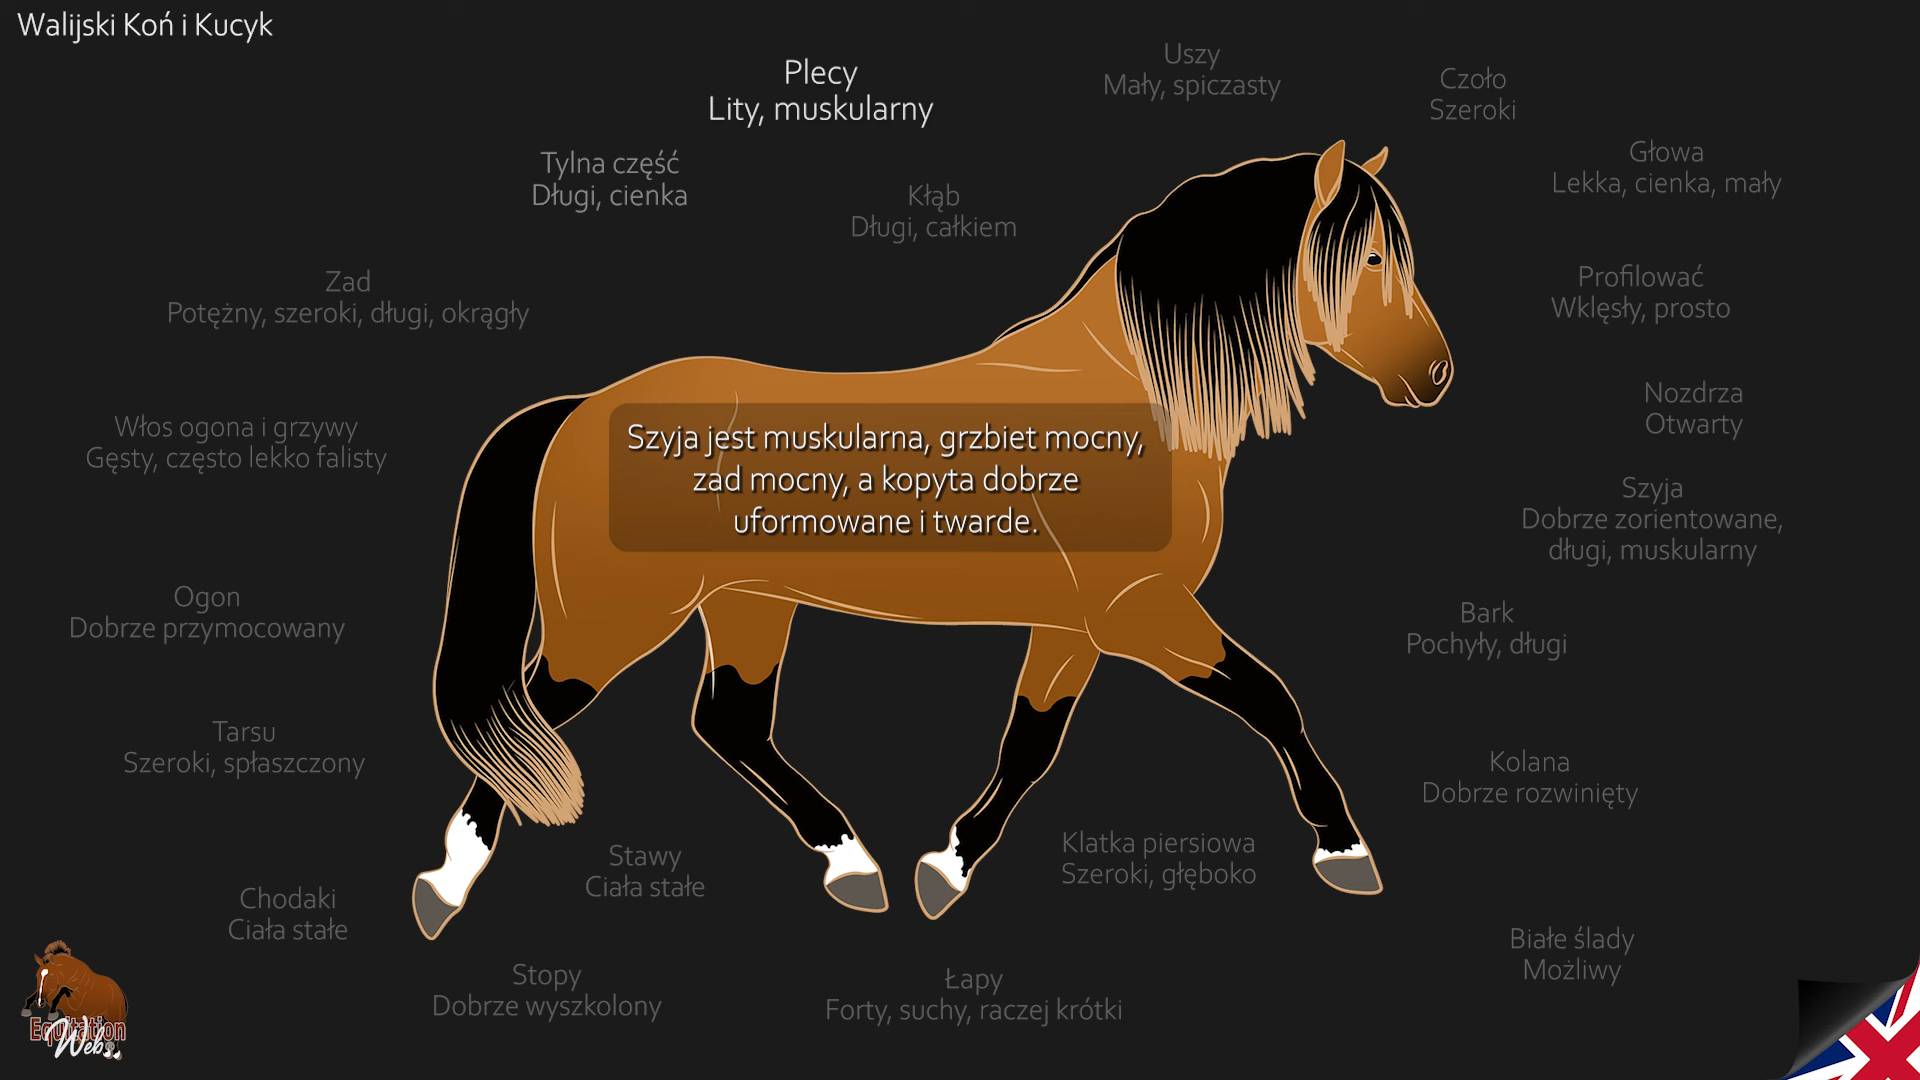 Walijski Koń i Kucyk
Plecy
Lity, muskularny
Uszy
Mały, spiczasty
Czoło
Szeroki
Tylna część
Długi, cienka
Kłąb
Długi, całkiem
Głowa
Lekka, cienka, mały
Zad
Potężny, szeroki, długi, okrągły
Profilować
Wklęsły, prosto
Włos ogona i grzywy
Gęsty, często lekko falisty
Nozdrza
Otwarty
Szyja jest muskularna, grzbiet mocny,
zad mocny, a kopyta dobrze
uformowane i twarde.
Szyja
Dobrze zorientowane,
długi, muskularny
Ogon
Dobrze przymocowany
Bark
Pochyły, długi
Tarsu
Szeroki, spłaszczony
Kolana
Dobrze rozwinięty
Stawy
Ciała stałe
Klatka piersiowa
Szeroki, głęboko
Chodaki
Ciała stałe
Białe ślady
Możliwy
Stopy
Dobrze wyszkolony
Łapy
Forty, suchy, raczej krótki
Equitation
Webs